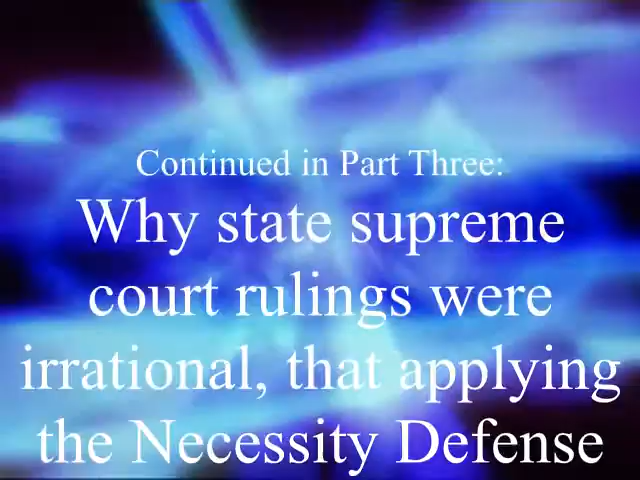 Continued in Part Three:
Why state supreme
court rulings were
irrational, that applying
the Necessity Defense